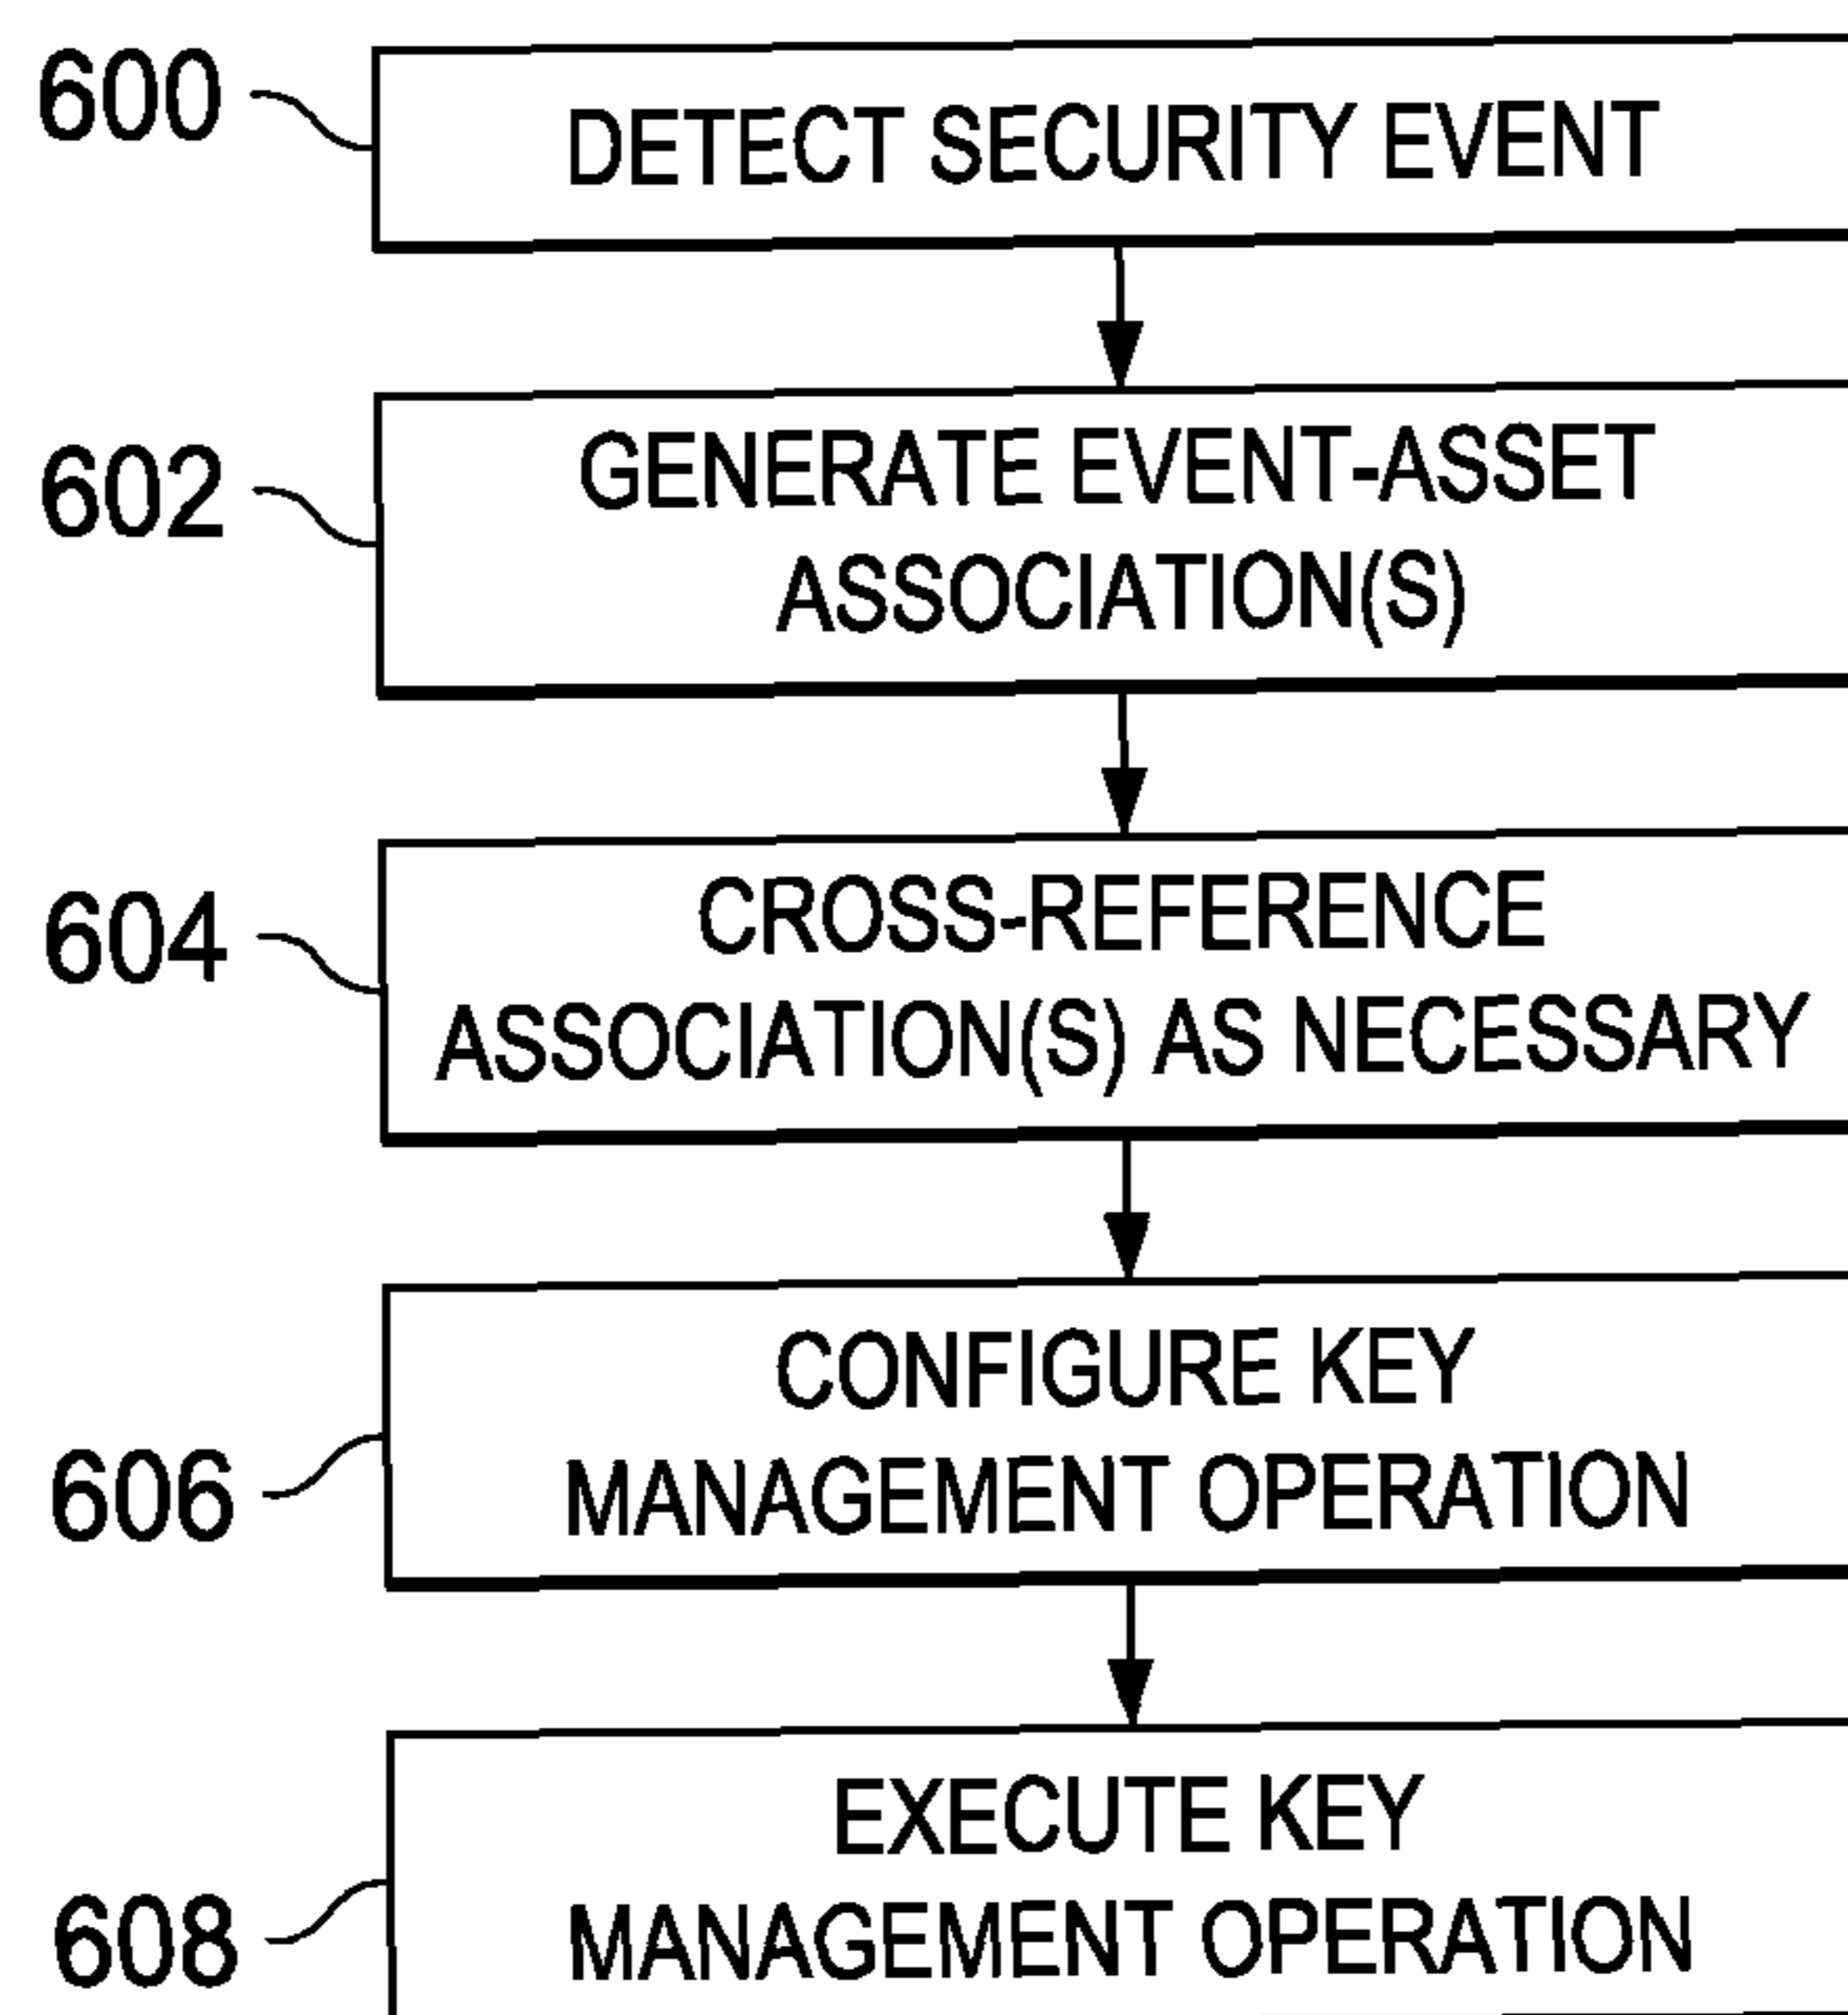 600
DETECT SECURITY EVENT
602
GENERATE EVENT-ASSET
ASSOCIATION(S)
604
CROSS-REFERENCE
ASSOCIATION(S) AS NECESSARY
606
CONFIGURE KEY
MANAGEMENT OPERATION
608
EXECUTE KEY
MANAGEMENT OPERATION